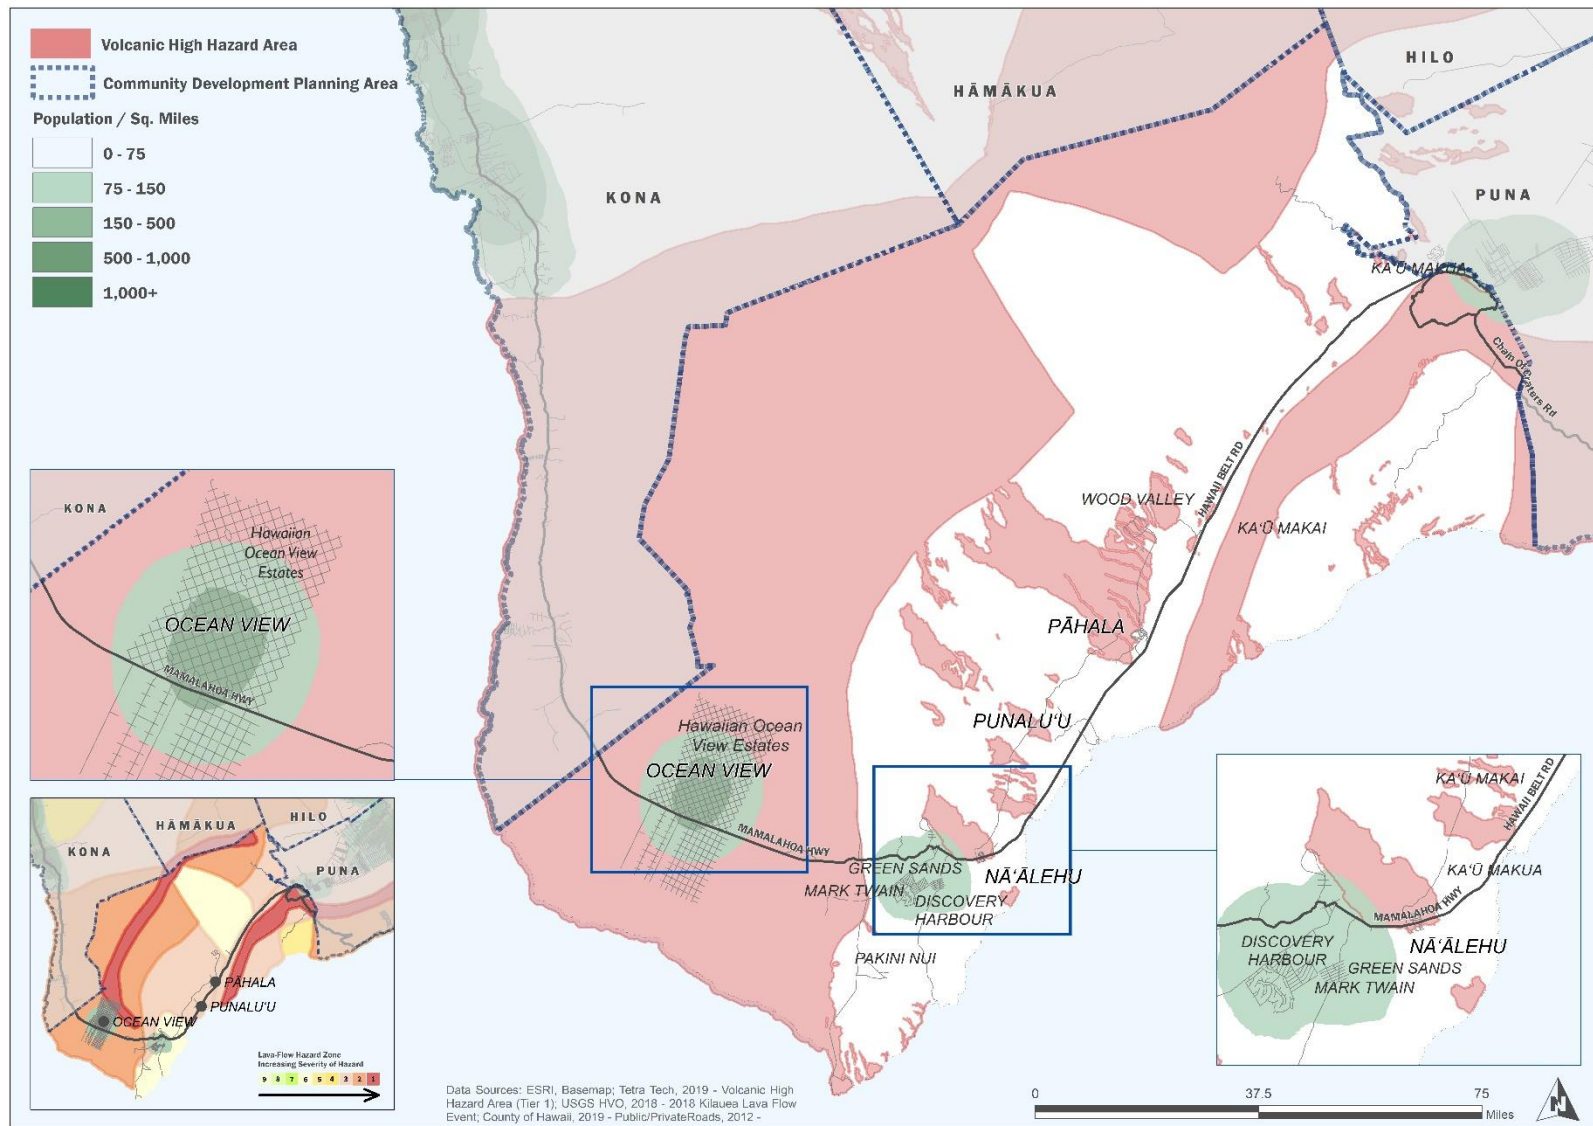 Volcanic High Hazard Area
Community Development Planning Area
Population / Sq. Miles
0 - 75
75 - 150
150 - 500
500 - 1,000
1,000+
HĀMĀKUA
HILO
KONA
PUNA
KA'Ū MAKUA
Chain Of Craters Rd
HAWAII BELT RD
WOOD VALLEY
KA'Ū MAKAI
PĀHALA
PUNALU'U
Hawaiian Ocean
View Estates
OCEAN VIEW
MAMALAHOA HWY
GREEN SANDS
MARK TWAIN
NĀ'ĀLEHU
DISCOVERY
HARBOUR
PAKINI NUI
KONA
Hawaiian
Ocean View
Estates
OCEAN VIEW
MAMALAHOA HWY
HĀMĀKUA
HILO
KONA
PUNA
PĀHALA
PUNALU'U
OCEAN VIEW
Lava-Flow Hazard Zone
Increasing Severity of Hazard
9 8 7 6 5 4 3 2 1
KA'Ū MAKAI
HAWAII BELT RD
KA'Ū MAKUA
MAMALAHOA HWY
NĀ'ĀLEHU
DISCOVERY
HARBOUR
GREEN SANDS
MARK TWAIN
Data Sources: ESRI, Basemap; Tetra Tech, 2019 - Volcanic High
Hazard Area (Tier 1); USGS HVO, 2018 - 2018 Kilauea Lava Flow
Event; County of Hawaii, 2019 - Public/PrivateRoads, 2012 -
0 37.5 75
Miles
N